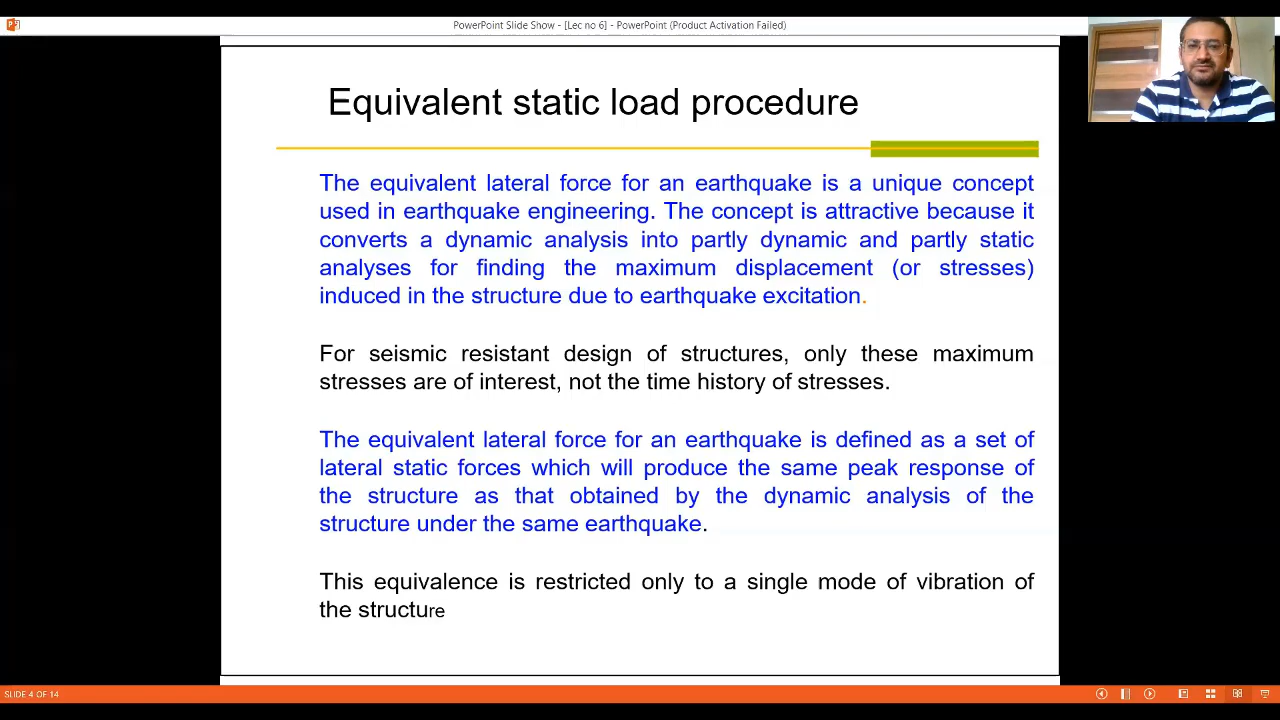 PowerPoint Slide Show - [Lec no 6] - PowerPoint (Product Activation Failed)
Equivalent static load procedure
The equivalent lateral force for an earthquake is a unique concept
used in earthquake engineering. The concept is attractive because it
converts a dynamic analysis into partly dynamic and partly static
analyses for finding the maximum displacement (or stresses)
induced in the structure due to earthquake excitation.
For seismic resistant design of structures, only these maximum
stresses are of interest, not the time history of stresses.
The equivalent lateral force for an earthquake is defined as a set of
lateral static forces which will produce the same peak response of
the structure as that obtained by the dynamic analysis of the
structure under the same earthquake.
This equivalence is restricted only to a single mode of vibration of
the structure
SLIDE 4 OF 14